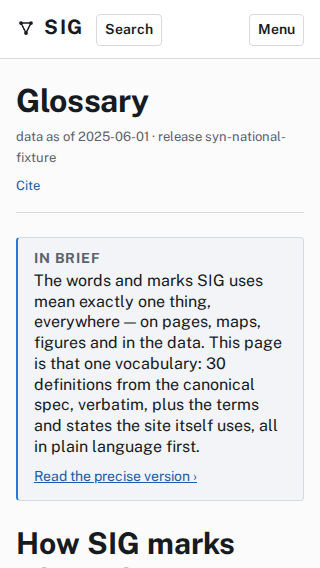 SIG
Search
Menu
Glossary
data as of 2025-06-01 · release syn-national-
fixture
Cite
IN BRIEF
The words and marks SIG uses
mean exactly one thing,
everywhere — on pages, maps,
figures and in the data. This page
is that one vocabulary: 30
definitions from the canonical
spec, verbatim, plus the terms
and states the site itself uses, all
in plain language first.
Read the precise version ›
How SIG marks